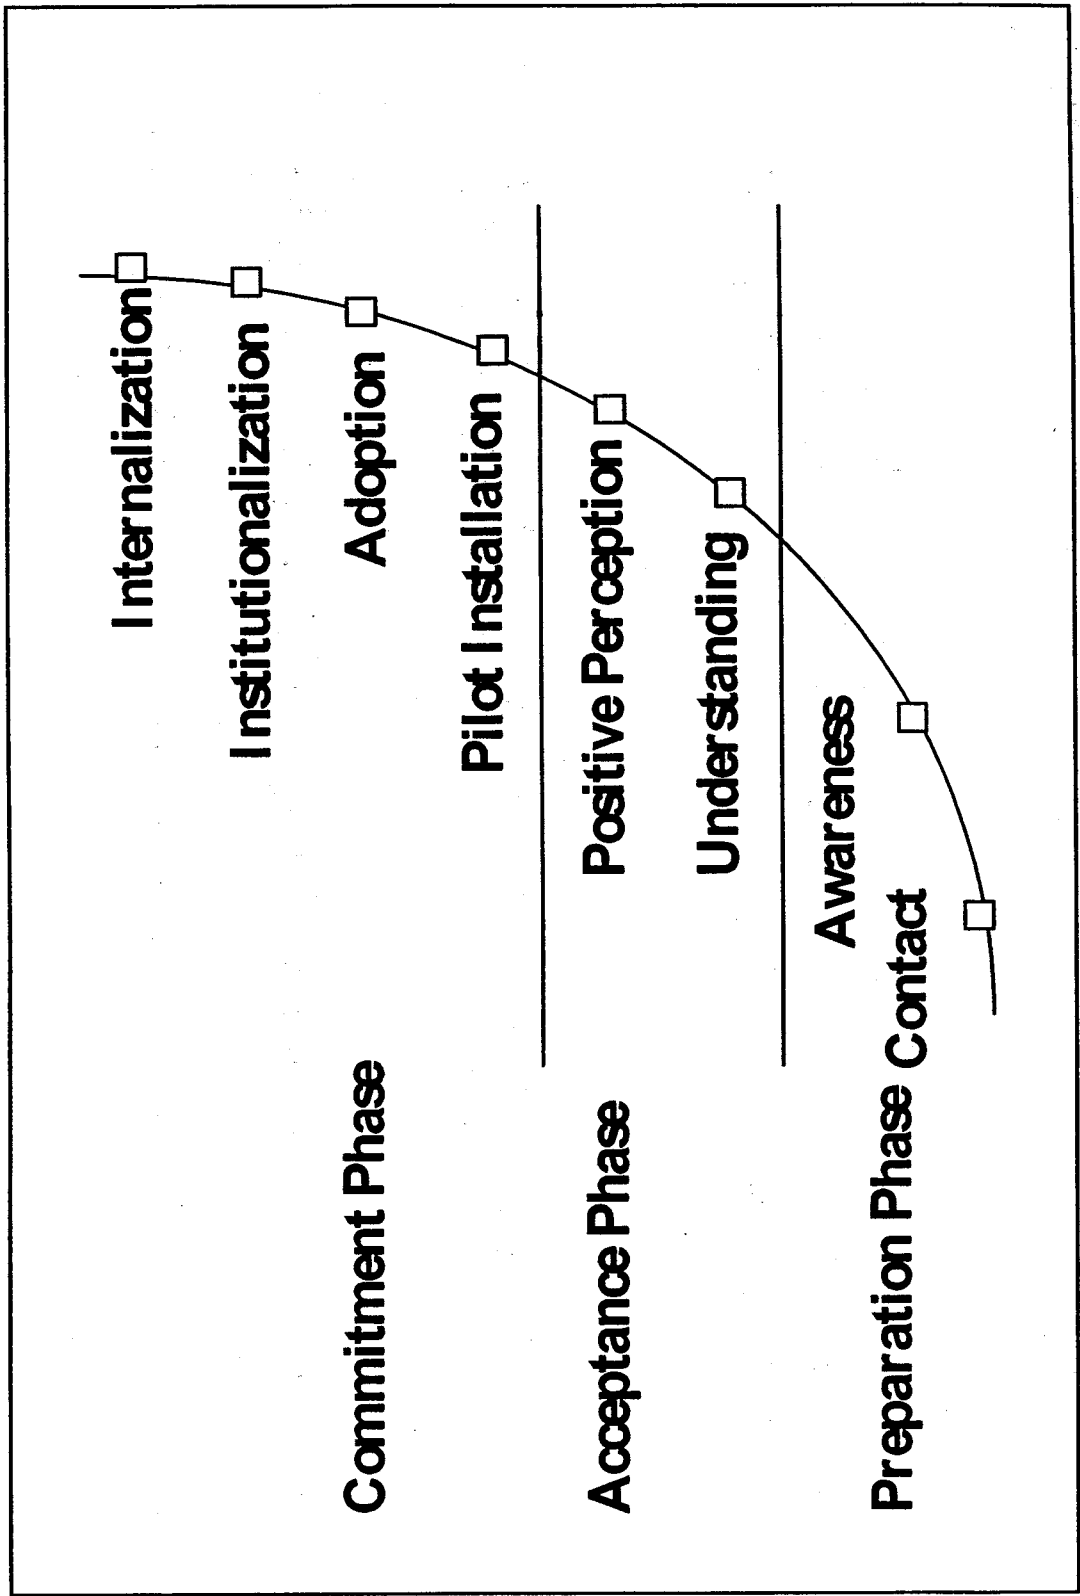 Internalization
Institutionalization
Adoption
Commitment Phase
Pilot Installation
Positive Perception
Acceptance Phase
Understanding
Awareness
Preparation Phase
Contact